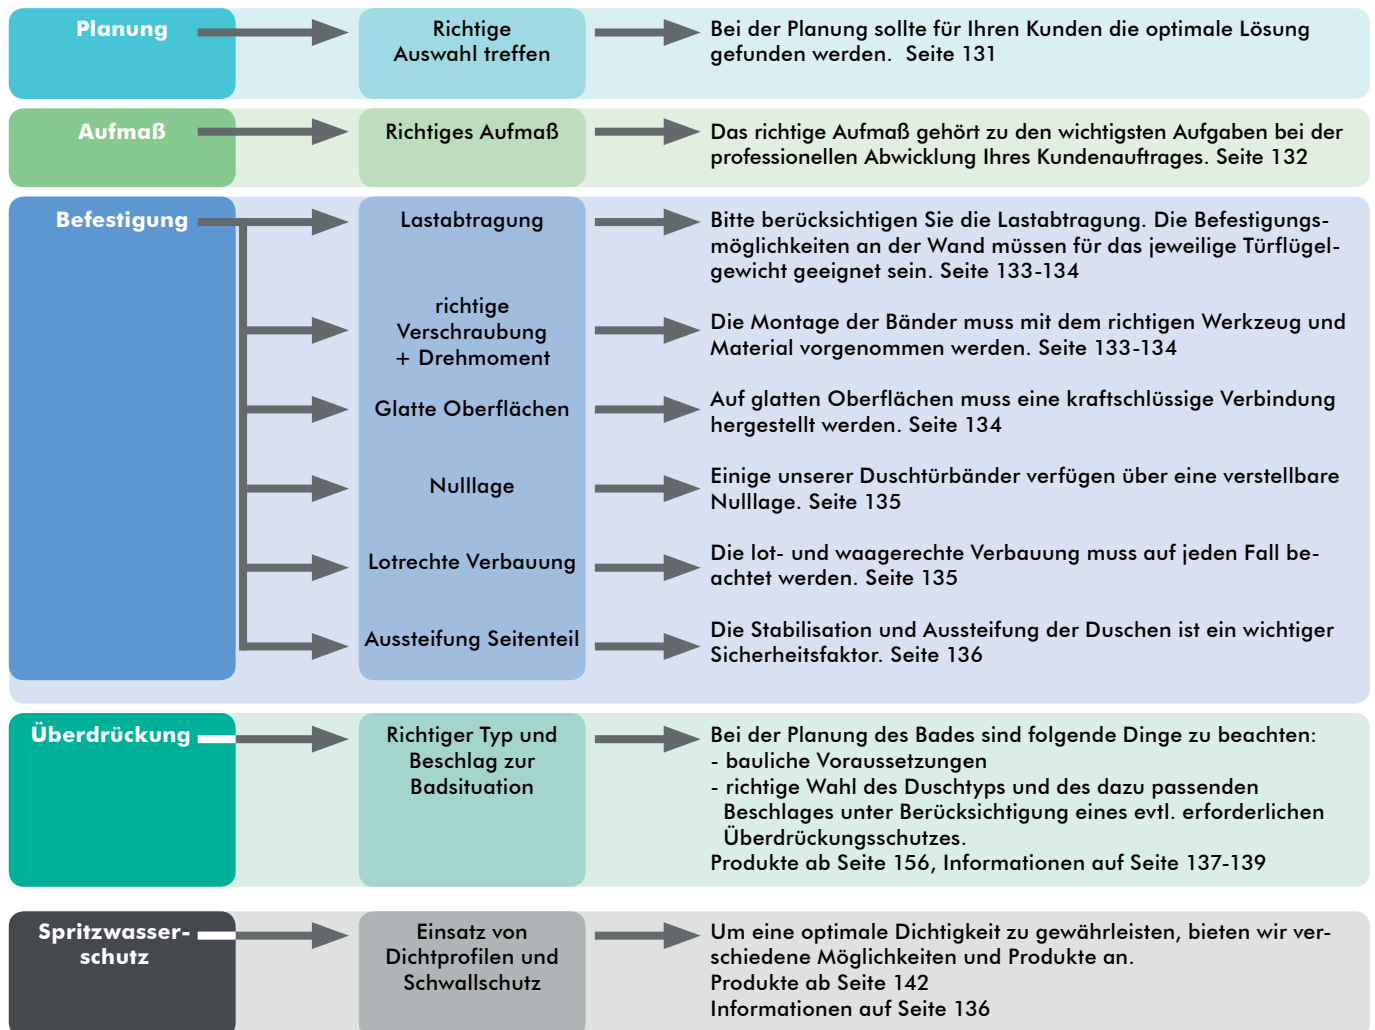 Planung
Richtige
Auswahl treffen
Bei der Planung sollte für Ihren Kunden die optimale Lösung
gefunden werden.  Seite 131
Aufmaß
Richtiges Aufmaß
Das richtige Aufmaß gehört zu den wichtigsten Aufgaben bei der
professionellen Abwicklung Ihres Kundenauftrages. Seite 132
Befestigung
Lastabtragung
Bitte berücksichtigen Sie die Lastabtragung. Die Befestigungs-
möglichkeiten an der Wand müssen für das jeweilige Türflügel-
gewicht geeignet sein. Seite 133-134
richtige
Verschraubung
+ Drehmoment
Die Montage der Bänder muss mit dem richtigen Werkzeug und
Material vorgenommen werden. Seite 133-134
Glatte Oberflächen
Auf glatten Oberflächen muss eine kraftschlüssige Verbindung
hergestellt werden. Seite 134
Nulllage
Einige unserer Duschtürbänder verfügen über eine verstellbare
Nulllage. Seite 135
Lotrechte Verbauung
Die lot- und waagerechte Verbauung muss auf jeden Fall be-
achtet werden. Seite 135
Aussteifung Seitenteil
Die Stabilisation und Aussteifung der Duschen ist ein wichtiger
Sicherheitsfaktor. Seite 136
Überdrückung
Richtiger Typ und
Beschlag zur
Badsituation
Bei der Planung des Bades sind folgende Dinge zu beachten:
- bauliche Voraussetzungen
- richtige Wahl des Duschtyps und des dazu passenden
Beschlages unter Berücksichtigung eines evtl. erforderlichen
Überdrückungsschutzes.
Produkte ab Seite 156, Informationen auf Seite 137-139
Spritzwasser-
schutz
Einsatz von
Dichtprofilen und
Schwallschutz
Um eine optimale Dichtigkeit zu gewährleisten, bieten wir ver-
schiedene Möglichkeiten und Produkte an.
Produkte ab Seite 142
Informationen auf Seite 136